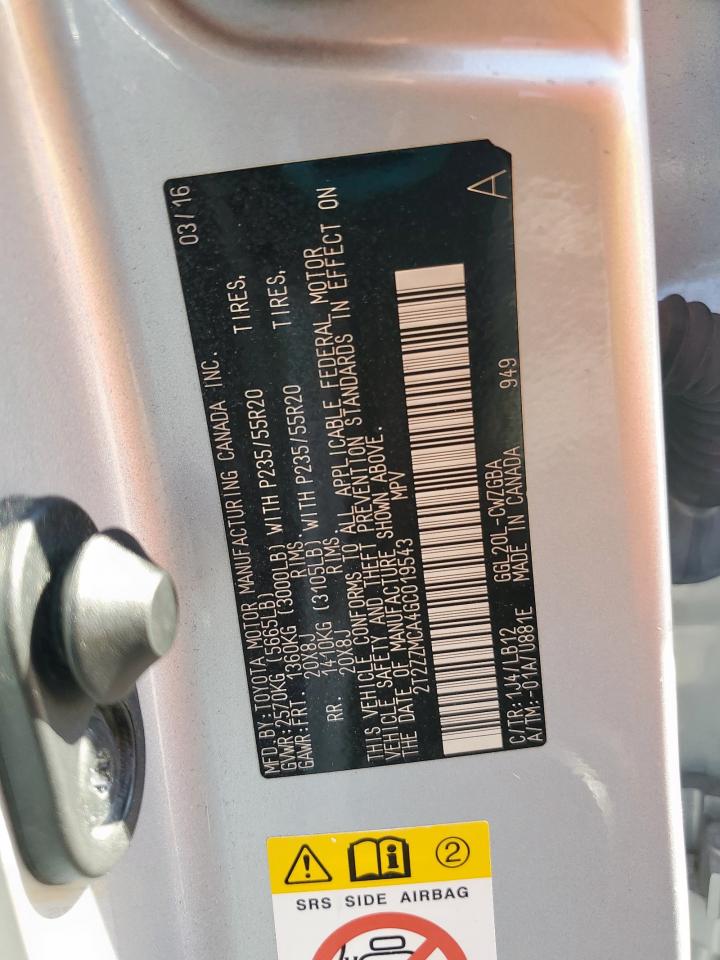 MFD. BY: TOYOTA MOTOR MANUFACTURING CANADA INC. 03/16
GVWR: 2570KG (5665LB)
GAWR: FRT. 1360KG (3000LB) WITH P235/55R20 TIRES,
20X8J RIMS.
RR. 1410KG (3105LB) WITH P235/55R20 TIRES,
20X8J RIMS.
THIS VEHICLE CONFORMS TO ALL APPLICABLE FEDERAL MOTOR
VEHICLE SAFETY AND THEFT PREVENTION STANDARDS IN EFFECT ON
THE DATE OF MANUFACTURE SHOWN ABOVE.
2T2ZZMCA4GC019543 MPV
A
C/TR: 1J4/LB12 GGL20L-CWZGBA
A/TM: -01A/U881E MADE IN CANADA 949
2
SRS SIDE AIRBAG